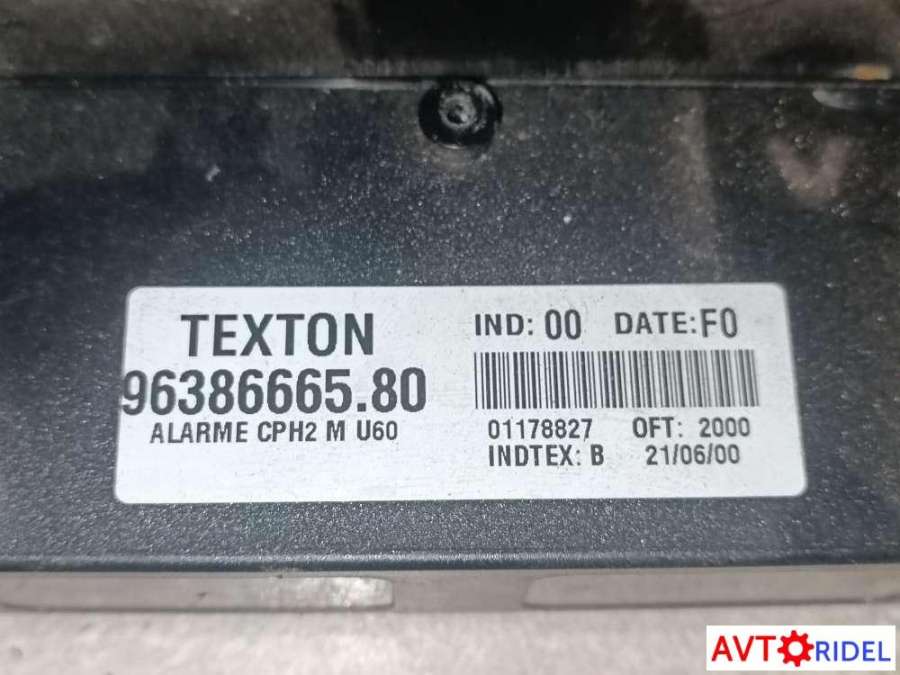 TEXTON
96386665.80
ALARME CPH2 M U60
IND: 00 DATE:F0
01178827 OFT: 2000
INDTEX: B 21/06/00
AVTORIDEL